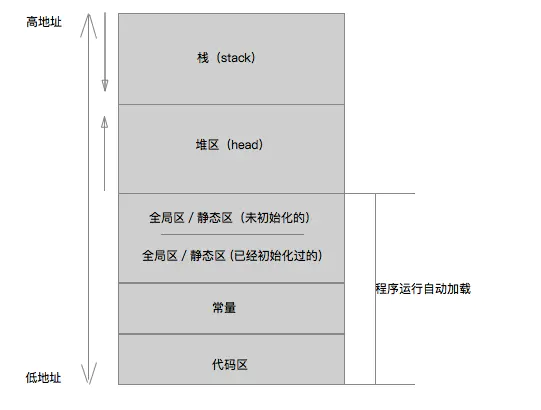 高地址
栈（stack）
堆区（head）
全局区 / 静态区（未初始化的）
全局区 / 静态区 (已经初始化过的)
程序运行自动加载
常量
代码区
低地址